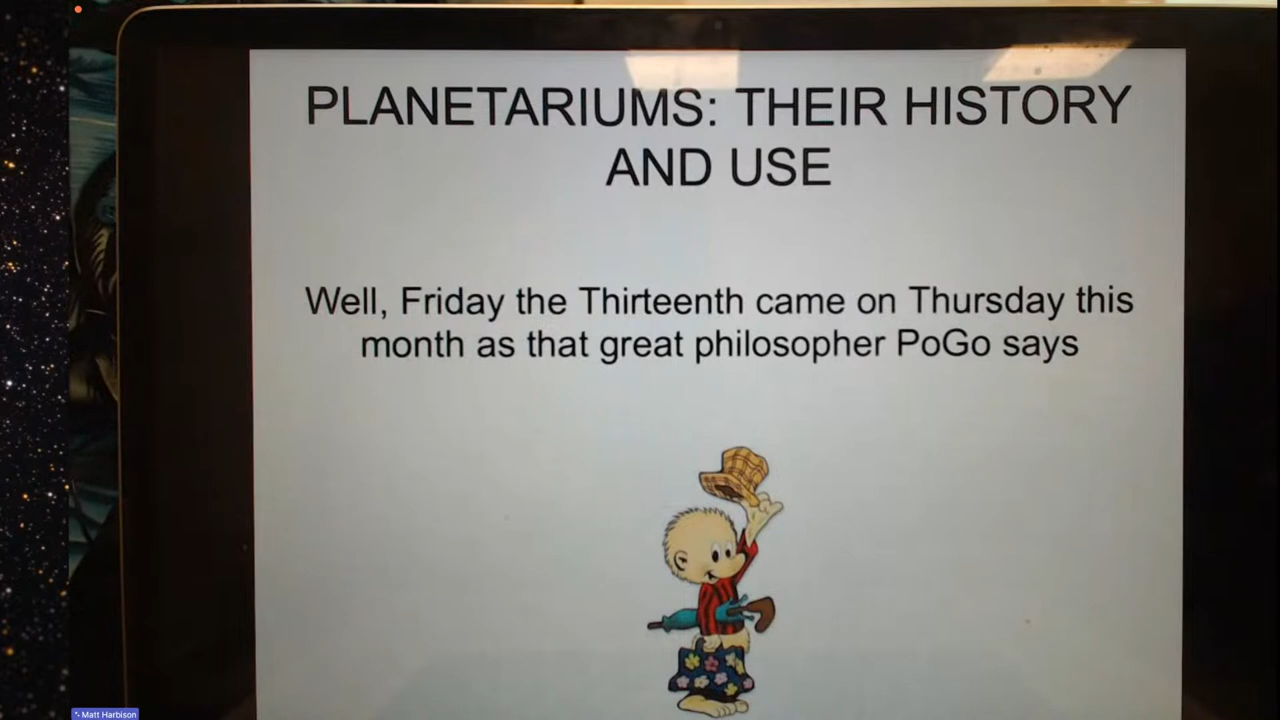 PLANETARIUMS: THEIR HISTORY
AND USE
Well, Friday the Thirteenth came on Thursday this
month as that great philosopher PoGo says
Matt Harbison